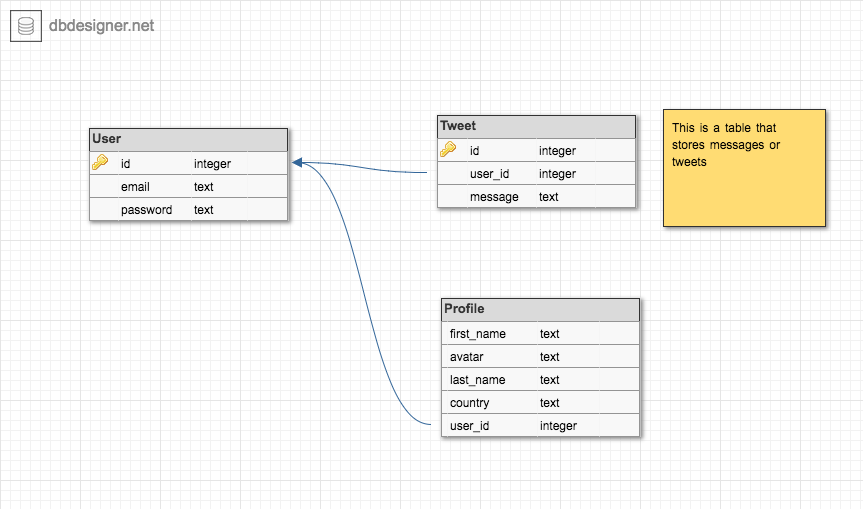 dbdesigner.net
User
id integer
email text
password text
Tweet
id integer
user_id integer
message text
This is a table that
stores messages or
tweets
Profile
first_name text
avatar text
last_name text
country text
user_id integer